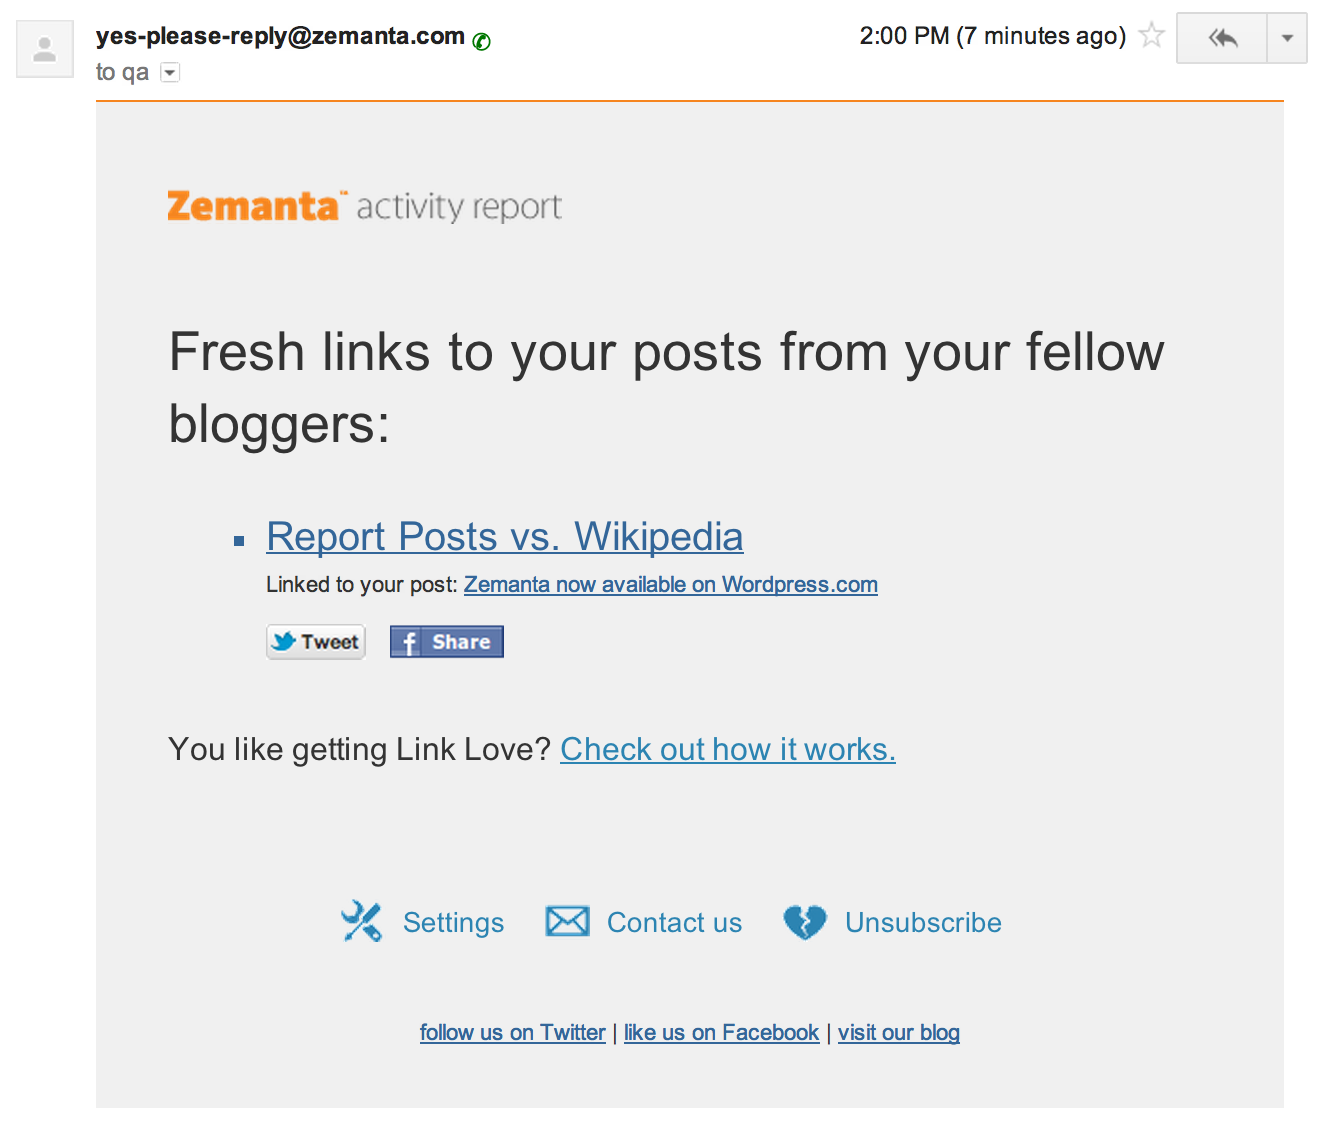 yes-please-reply@zemanta.com 2:00 PM (7 minutes ago)
to qa
Zemanta™ activity report
Fresh links to your posts from your fellow
bloggers:
Report Posts vs. Wikipedia
Linked to your post: Zemanta now available on Wordpress.com
Tweet f Share
You like getting Link Love? Check out how it works.
Settings Contact us Unsubscribe
follow us on Twitter | like us on Facebook | visit our blog